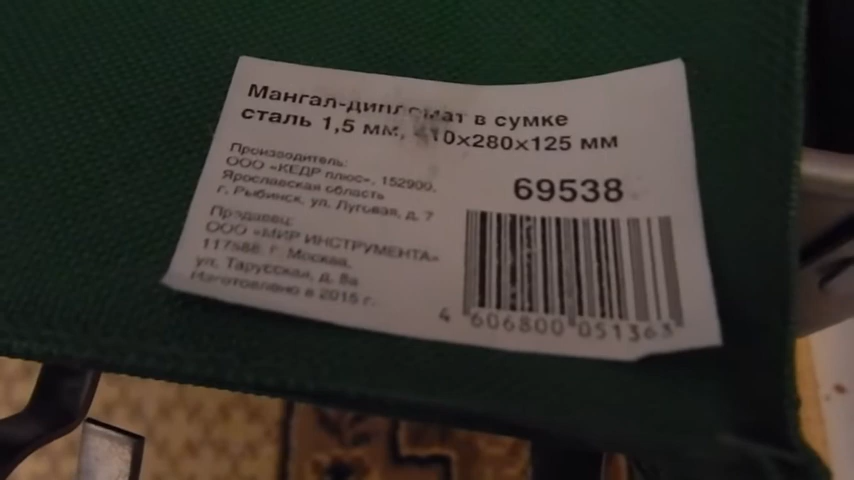 Мангал-дипломат в сумке
сталь 1,5 мм, 410x280x125 мм
Производитель:
ООО «КЕДР плюс», 152900,
Ярославская область
г. Рыбинск, ул. Луговая, д. 7
Продавец:
ООО «МИР ИНСТРУМЕНТА»
117588, г. Москва,
ул. Тарусская, д. 8а
Изготовлено в 2015 г.
69538
4 606800 051363